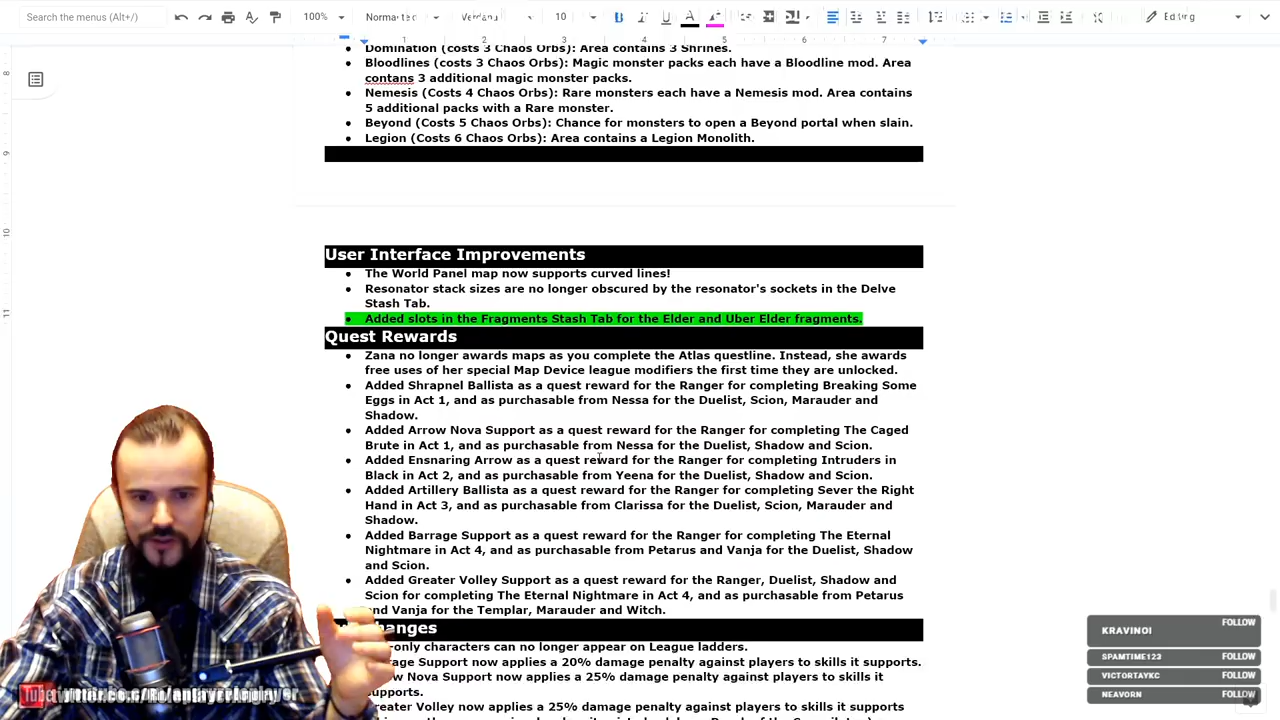 Search the menus (Alt+/)
100%
Verdana
10
Editing
1 2 3 4 5 6 7
8
9
10
11
Domination (costs 3 Chaos Orbs): Area contains 3 Shrines.
Bloodlines (costs 3 Chaos Orbs): Magic monster packs each have a Bloodline mod. Area
contans 3 additional magic monster packs.
Nemesis (Costs 4 Chaos Orbs): Rare monsters each have a Nemesis mod. Area contains
5 additional packs with a Rare monster.
Beyond (Costs 5 Chaos Orbs): Chance for monsters to open a Beyond portal when slain.
Legion (Costs 6 Chaos Orbs): Area contains a Legion Monolith.
User Interface Improvements
The World Panel map now supports curved lines!
Resonator stack sizes are no longer obscured by the resonator's sockets in the Delve
Stash Tab.
Added slots in the Fragments Stash Tab for the Elder and Uber Elder fragments.
Quest Rewards
Zana no longer awards maps as you complete the Atlas questline. Instead, she awards
free uses of her special Map Device league modifiers the first time they are unlocked.
Added Shrapnel Ballista as a quest reward for the Ranger for completing Breaking Some
Eggs in Act 1, and as purchasable from Nessa for the Duelist, Scion, Marauder and
Shadow.
Added Arrow Nova Support as a quest reward for the Ranger for completing The Caged
Brute in Act 1, and as purchasable from Nessa for the Duelist, Shadow and Scion.
Added Ensnaring Arrow as a quest reward for the Ranger for completing Intruders in
Black in Act 2, and as purchasable from Yeena for the Duelist, Shadow and Scion.
Added Artillery Ballista as a quest reward for the Ranger for completing Sever the Right
Hand in Act 3, and as purchasable from Clarissa for the Duelist, Scion, Marauder and
Shadow.
Added Barrage Support as a quest reward for the Ranger for completing The Eternal
Nightmare in Act 4, and as purchasable from Petarus and Vanja for the Duelist, Shadow
and Scion.
Added Greater Volley Support as a quest reward for the Ranger, Duelist, Shadow and
Scion for completing The Eternal Nightmare in Act 4, and as purchasable from Petarus
and Vanja for the Templar, Marauder and Witch.
only characters can no longer appear on League ladders.
Support now applies a 20% damage penalty against players to skills it supports.
Nova Support now applies a 25% damage penalty against players to skills it
supports.
Greater Volley now applies a 25% damage penalty against players to skills it supports
KRAVINOI FOLLOW
SPAMTIME123 FOLLOW
VICTORTAYKC FOLLOW
NEAVORN FOLLOW